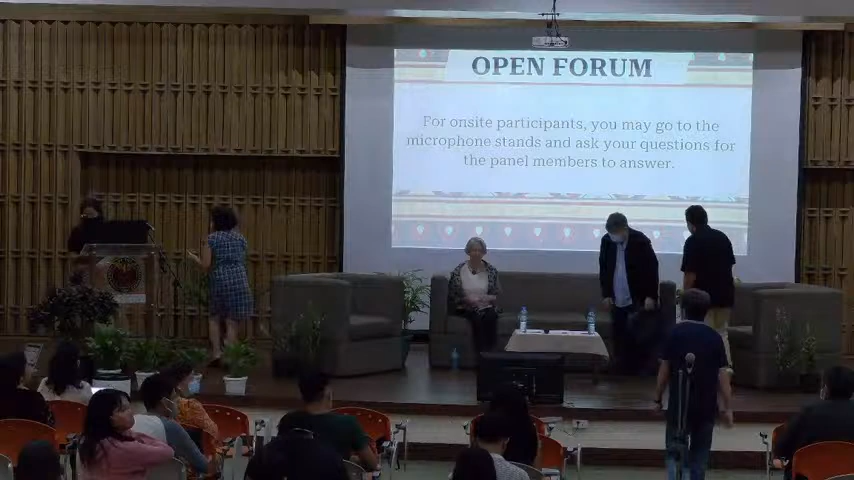 OPEN FORUM
For onsite participants, you may go to the
microphone stands and ask your questions for
the panel members to answer.